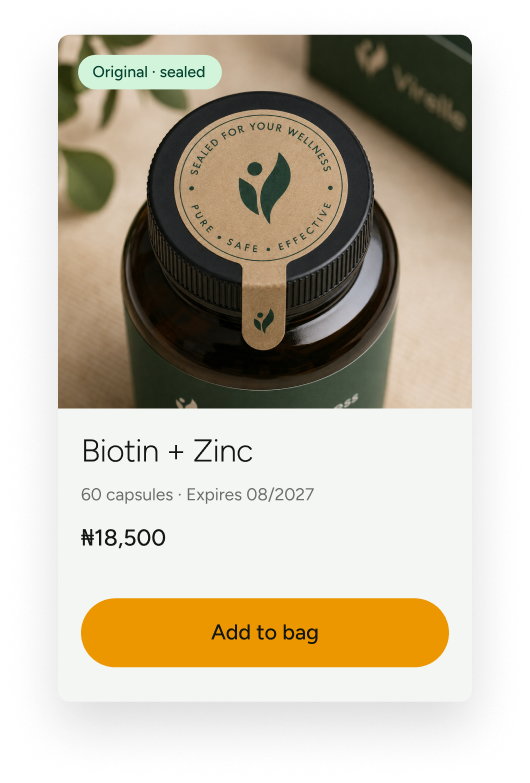 Original · sealed
Virelle
SEALED FOR YOUR WELLNESS
PURE • SAFE • EFFECTIVE
Biotin + Zinc
60 capsules · Expires 08/2027
₦18,500
Add to bag